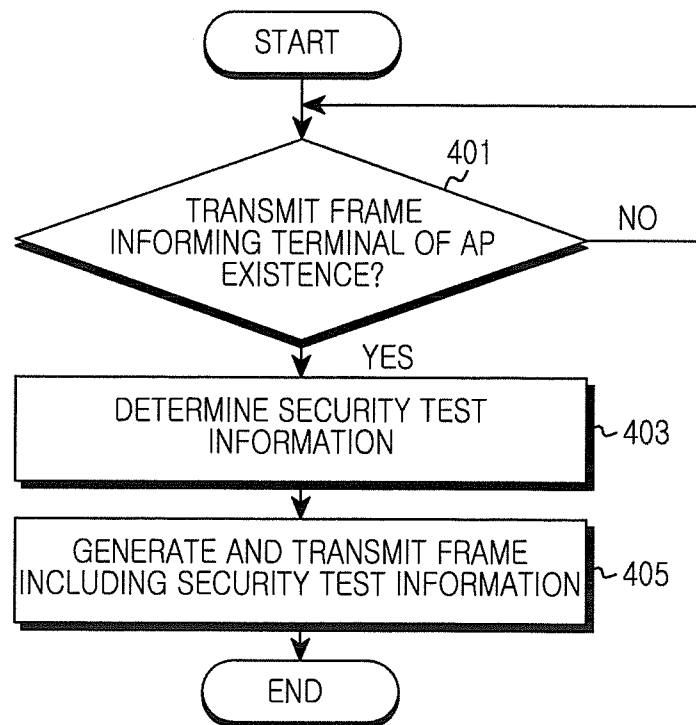 START
401
TRANSMIT FRAME
INFORMING TERMINAL OF AP
EXISTENCE?
NO
YES
DETERMINE SECURITY TEST
INFORMATION
403
GENERATE AND TRANSMIT FRAME
INCLUDING SECURITY TEST INFORMATION
405
END